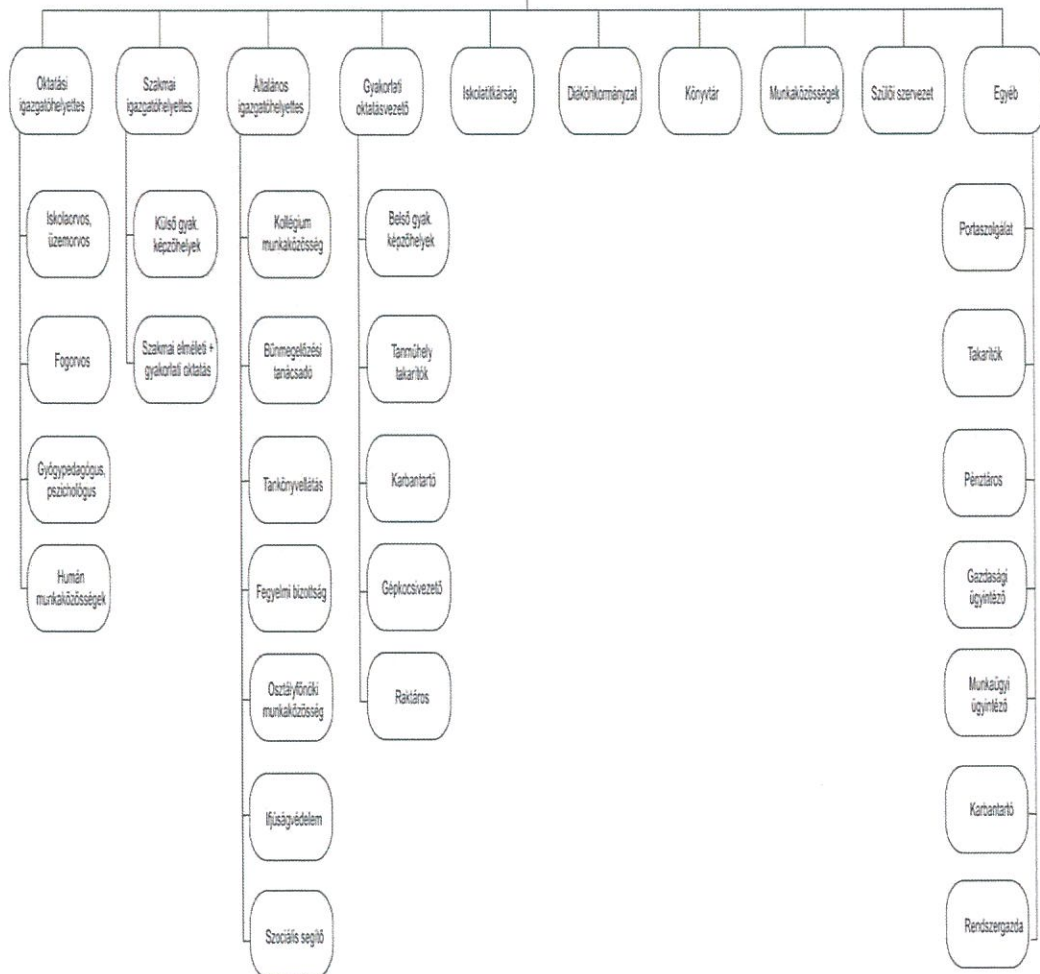 Oktatási
igazgatóhelyettes
Szakmai
igazgatóhelyettes
Általános
igazgatóhelyettes
Gyakorlati
oktatásvezető
Iskolatitkárság
Diákönkormányzat
Könyvtár
Munkaközösségek
Szülői szervezet
Egyéb
Iskolaorvos,
üzemorvos
Fogorvos
Gyógypedagógus,
pszichológus
Humán
munkaközösségek
Külső gyak.
képzőhelyek
Szakmai elméleti +
gyakorlati oktatás
Kollégium
munkaközösség
Bűnmegelőzési
tanácsadó
Tankönyvellátás
Fegyelmi bizottság
Osztályfőnöki
munkaközösség
Ifjúságvédelem
Szociális segítő
Belső gyak.
képzőhelyek
Tanműhely
takarítók
Karbantartó
Gépkocsivezető
Raktáros
Portaszolgálat
Takarítók
Pénztáros
Gazdasági
ügyintéző
Munkaügyi
ügyintéző
Karbantartó
Rendszergazda